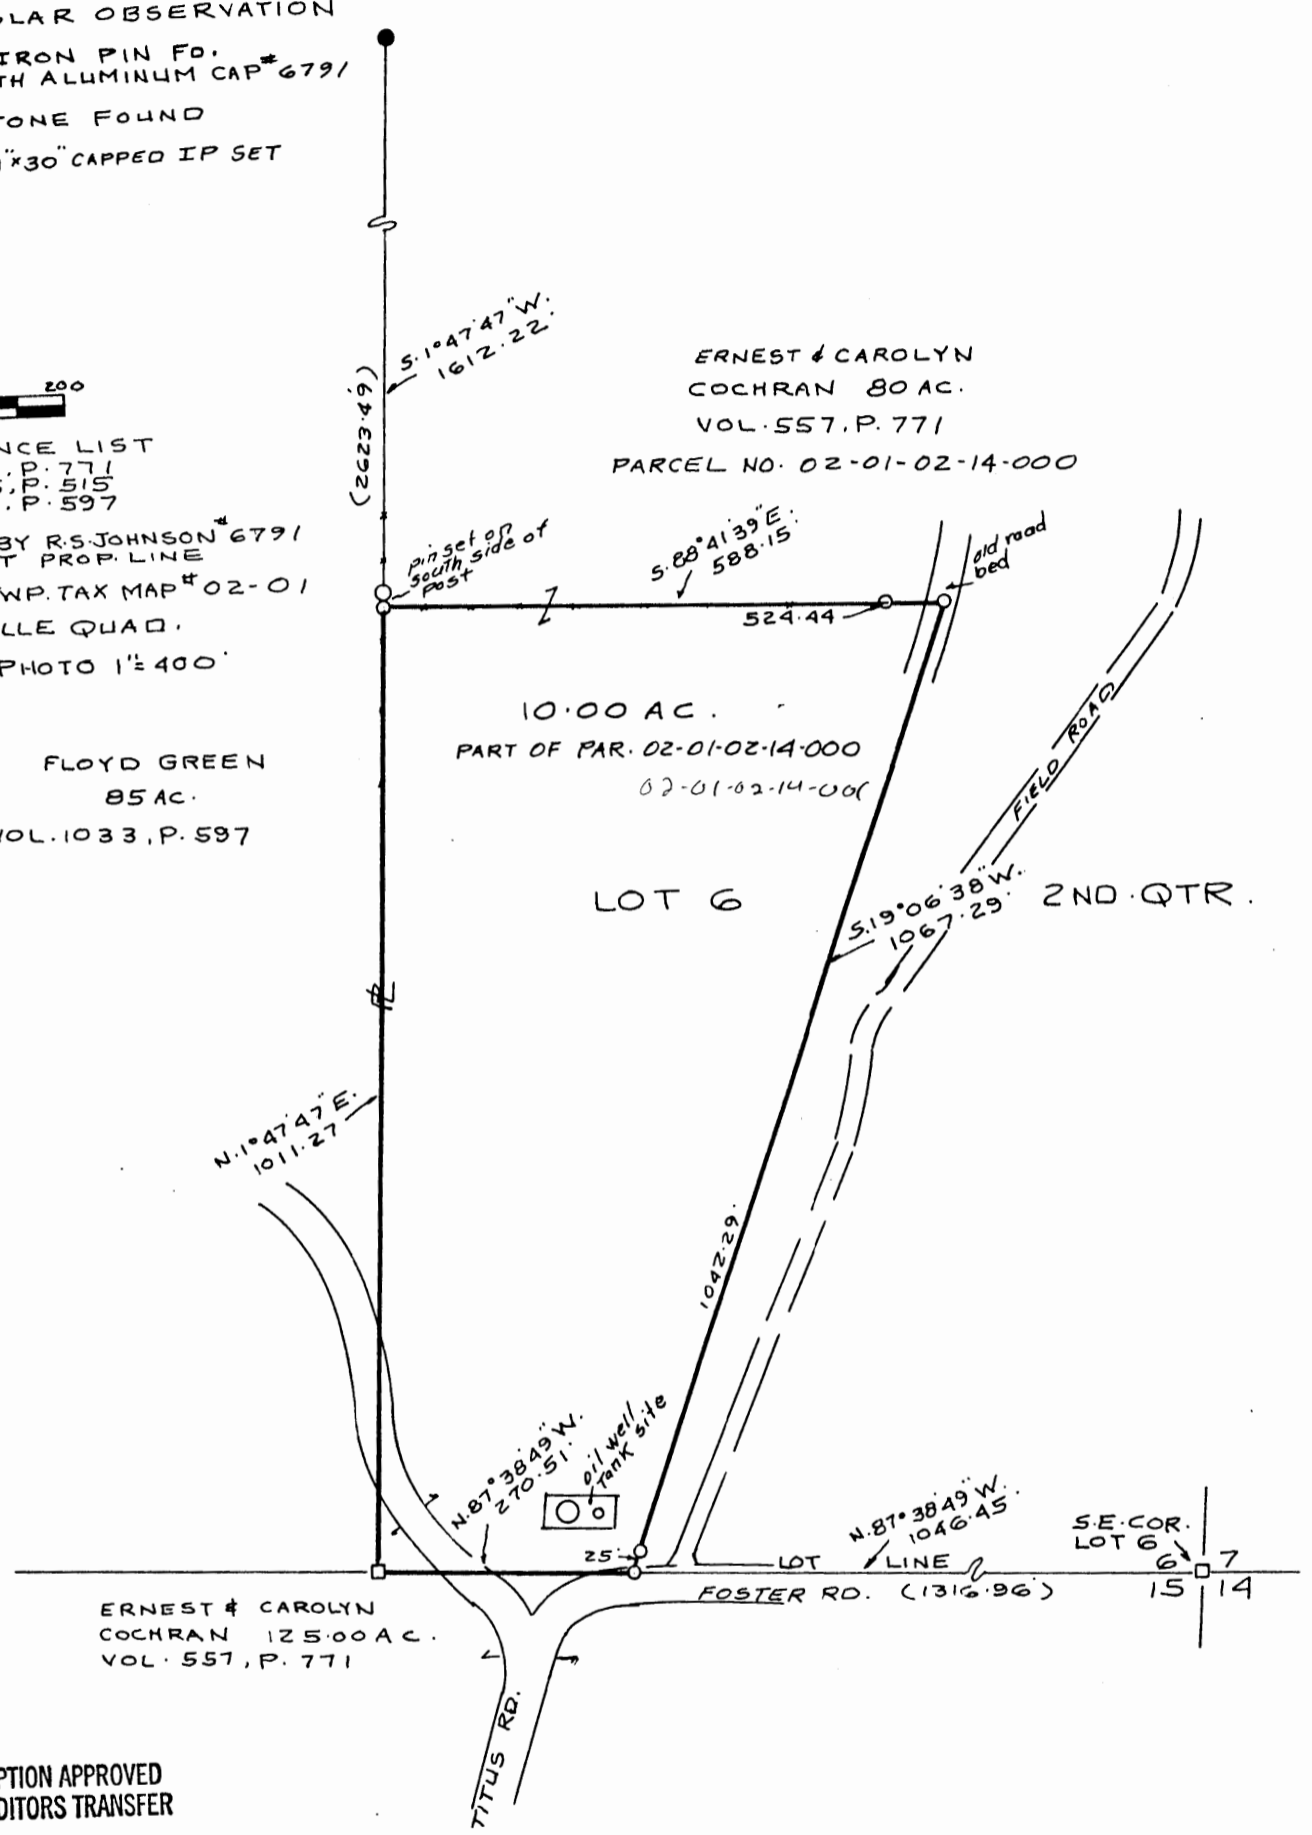 LAR OBSERVATION
IRON PIN FD.
TH ALUMINUM CAP #6791
TONE FOUND
"x30" CAPPED IP SET
S. 1° 47' 47" W.
1612.22'
(2623.49')
200
NCE LIST
. P. 771
, P. 515
. P. 597
BY R.S. JOHNSON #6791
T PROP. LINE
WP. TAX MAP # 02-01
LLE QUAD.
PHOTO 1"= 400'
ERNEST & CAROLYN
COCHRAN 80 AC.
VOL. 557, P. 771
PARCEL NO. 02-01-02-14-000
pin set on
south side of
post
S. 88° 41' 39" E.
588.15'
old road
bed
524.44
10.00 AC.
PART OF PAR. 02-01-02-14-000
02-01-02-14-00
FLOYD GREEN
85 AC.
VOL. 1033, P. 597
FIELD ROAD
LOT 6
S. 19° 06' 38" W.
1067.29'
2ND. QTR.
N. 1° 47' 47" E.
1011.27
1042.29'
N. 87° 38' 49" W.
270.51'
oil well
Tank site
25'
N. 87° 38' 49" W.
1046.45'
S.E. COR.
LOT 6
6 7
15 14
LOT LINE
FOSTER RD. (1316.96')
ERNEST & CAROLYN
COCHRAN 125.00 AC.
VOL. 557, P. 771
TITUS RD.
PTION APPROVED
DITORS TRANSFER